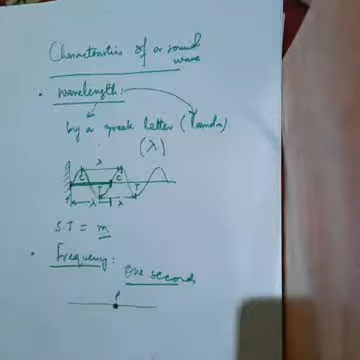 Characteristics of a sound
wave
• Wavelength:
by a greek letter (lamda)
(λ)
λ
C C
T T
λ λ
S.I = m
• Frequency:
One second
P